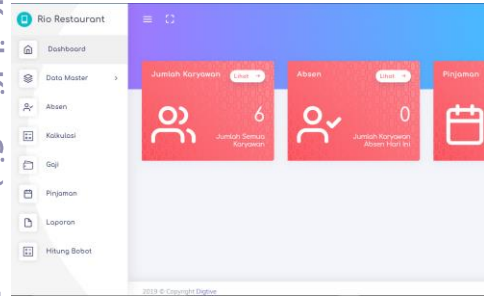 Rio Restaurant
Dashboard
Data Master
Absen
Kalkulasi
Gaji
Pinjaman
Laporan
Hitung Bobot
Jumlah Karyawan
Lihat →
6
Jumlah Semua
Karyawan
Absen
Lihat →
0
Jumlah Karyawan
Absen Hari Ini
Pinjaman
2019 © Copyright Digtive